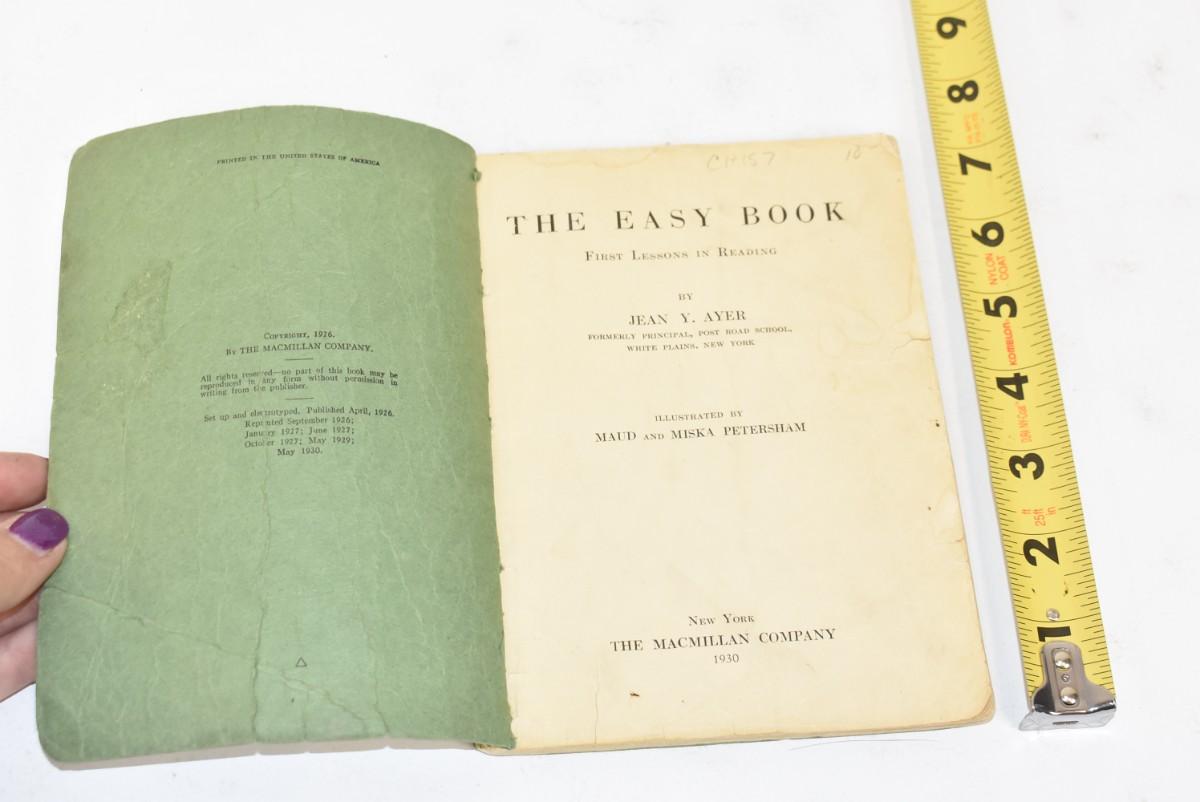 PRINTED IN THE UNITED STATES OF AMERICA
COPYRIGHT, 1926.
BY THE MACMILLAN COMPANY.
All rights reserved—no part of this book may be
reproduced in any form without permission in
writing from the publisher.
Set up and electrotyped. Published April, 1926.
Reprinted September 1926;
January 1927; June 1927;
October 1927; May 1929;
May 1930.
CH157
10
THE EASY BOOK
FIRST LESSONS IN READING
BY
JEAN Y. AYER
FORMERLY PRINCIPAL, POST ROAD SCHOOL,
WHITE PLAINS, NEW YORK
ILLUSTRATED BY
MAUD AND MISKA PETERSHAM
NEW YORK
THE MACMILLAN COMPANY
1930
9
8
7
6
NYLON
COAT
5
KOMELON
4
3
ft
25ft
in
2
1